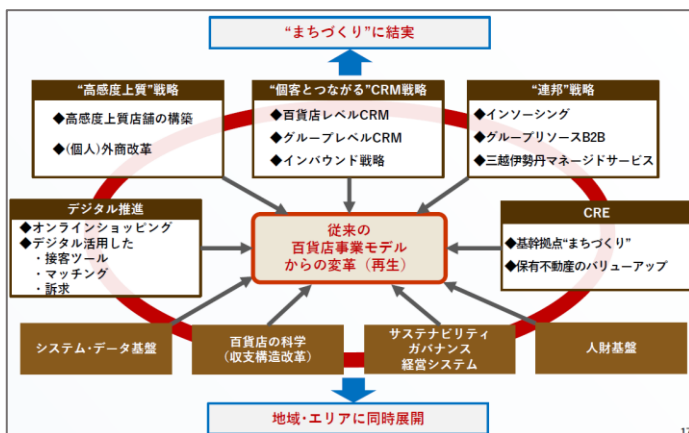 “まちづくり”に結実
“高感度上質”戦略
◆高感度上質店舗の構築
◆(個人)外商改革
“個客とつながる”CRM戦略
◆百貨店レベルCRM
◆グループレベルCRM
◆インバウンド戦略
“連邦”戦略
◆インソーシング
◆グループリソースB2B
◆三越伊勢丹マネージドサービス
デジタル推進
◆オンラインショッピング
◆デジタル活用した
・接客ツール
・マッチング
・訴求
従来の
百貨店事業モデル
からの変革（再生）
CRE
◆基幹拠点“まちづくり”
◆保有不動産のバリューアップ
システム・データ基盤
百貨店の科学
(収支構造改革)
サステナビリティ
ガバナンス
経営システム
人財基盤
地域・エリアに同時展開